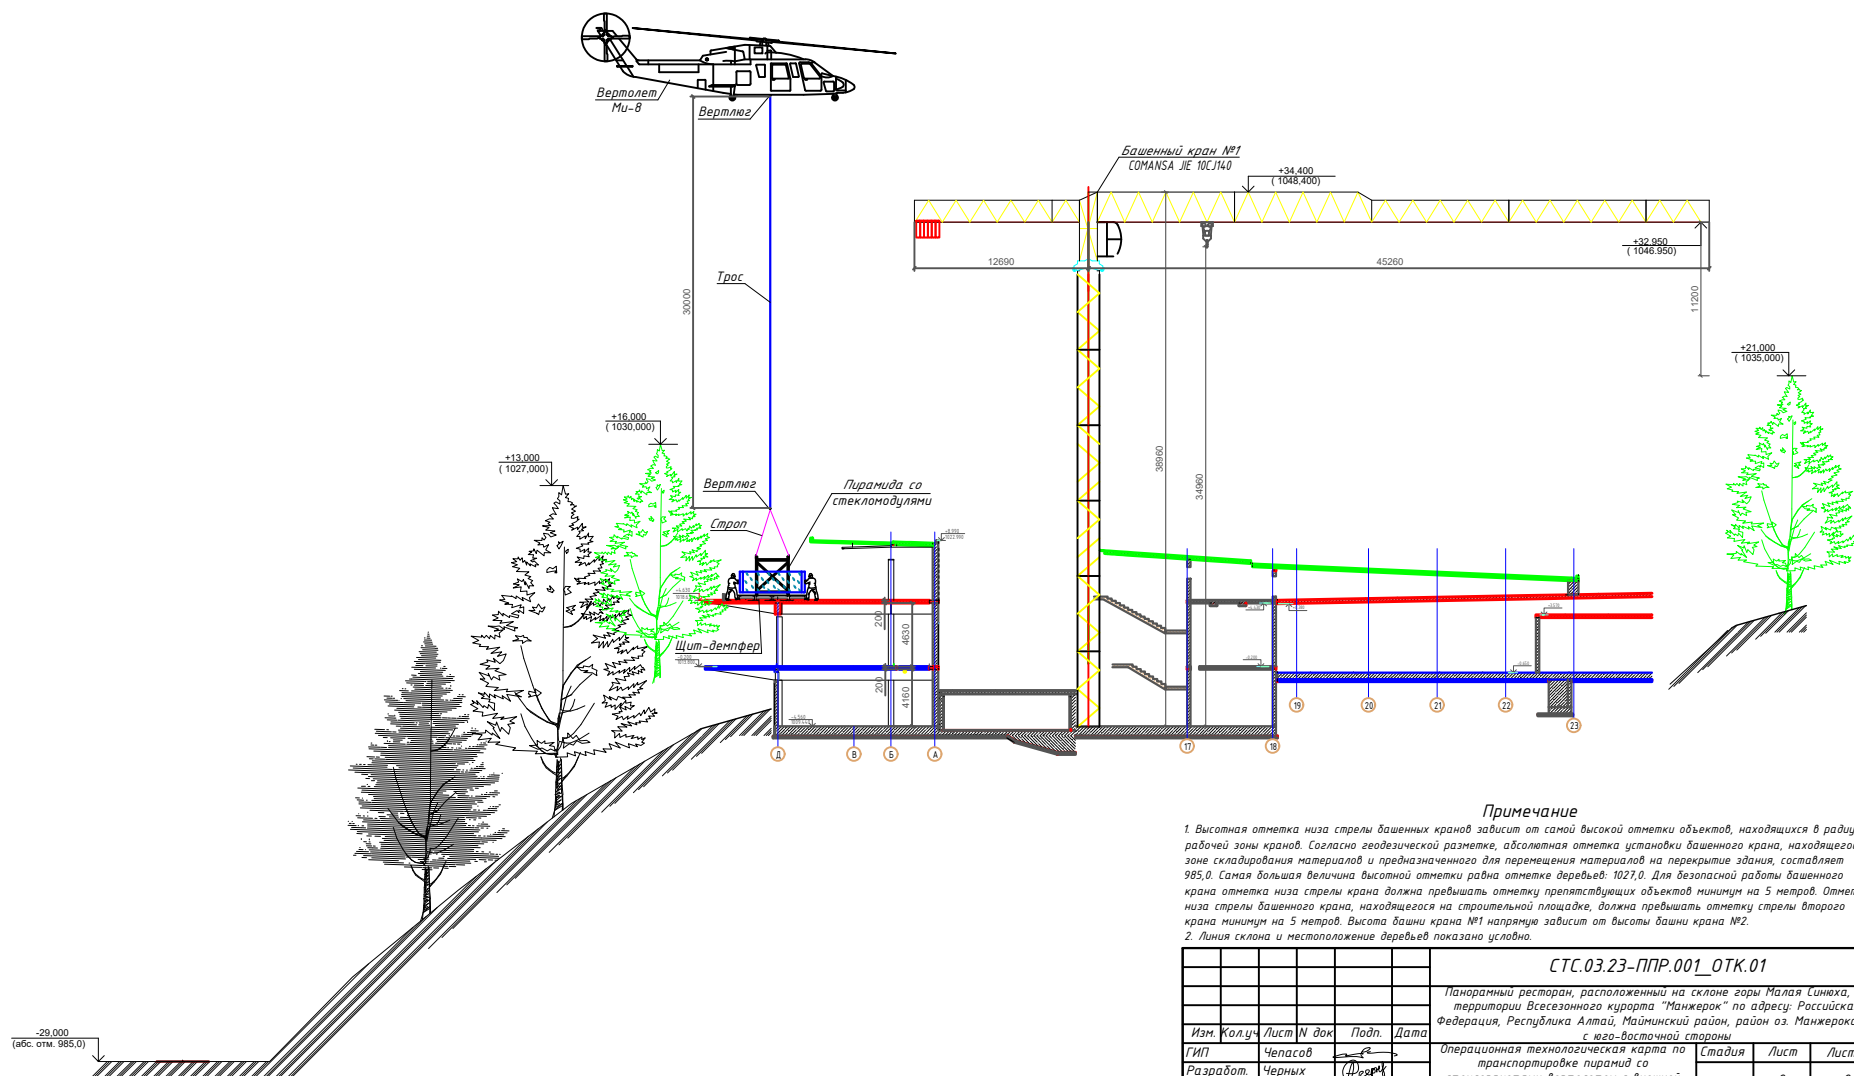 Вертолет
Ми-8
Вертлюг
Башенный кран №1
COMANSA JIE 10CJ140
+34,400
( 1048,400)
+32,950
( 1046.950)
12690
45260
Трос
30000
11200
+21,000
( 1035,000)
+16,000
( 1030,000)
+13,000
( 1027,000)
38960
34960
Вертлюг
Пирамида со
стекломодулями
Строп
200
4630
Щит-демпфер
200
4160
19
20
21
22
23
Д
В
Б
А
17
18
Примечание
1. Высотная отметка низа стрелы башенных кранов зависит от самой высокой отметки объектов, находящихся в радиу
рабочей зоны кранов. Согласно геодезической разметке, абсолютная отметка установки башенного крана, находящегос
зоне складирования материалов и предназначенного для перемещения материалов на перекрытие здания, составляет
985,0. Самая большая величина высотной отметки равна отметке деревьев: 1027,0. Для безопасной работы башенного
крана отметка низа стрелы крана должна превышать отметку препятствующих объектов минимум на 5 метров. Отмет
низа стрелы башенного крана, находящегося на строительной площадке, должна превышать отметку стрелы второго
крана минимум на 5 метров. Высота башни крана №1 напрямую зависит от высоты башни крана №2.
2. Линия склона и местоположение деревьев показано условно.
СТС.03.23-ППР.001_ОТК.01
Панорамный ресторан, расположенный на склоне горы Малая Синюха,
территории Всесезонного курорта "Манжерок" по адресу: Российска
Федерация, Республика Алтай, Майминский район, район оз. Манжерок
с юго-восточной стороны
Изм. Кол.уч Лист N док Подп. Дата
ГИП Чепасов
Разработ. Черных
Операционная технологическая карта по
транспортировке пирамид со
Стадия Лист Лист
-29,000
(абс. отм. 985,0)